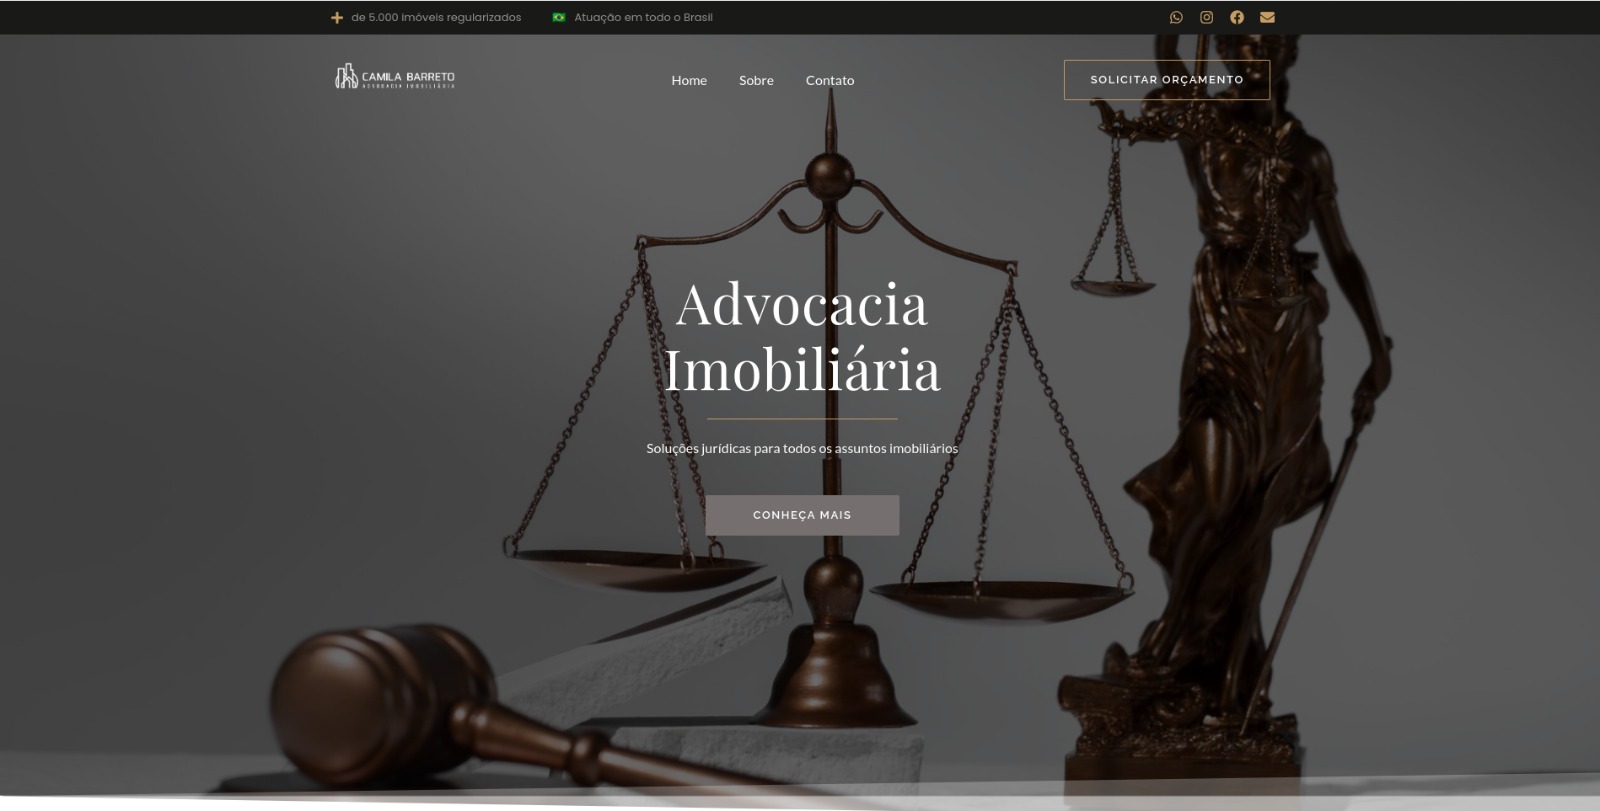 de 5.000 imóveis regularizados
Atuação em todo o Brasil
CAMILA BARRETO
ADVOCACIA IMOBILIÁRIA
Home
Sobre
Contato
SOLICITAR ORÇAMENTO
Advocacia
Imobiliária
Soluções jurídicas para todos os assuntos imobiliários
CONHEÇA MAIS